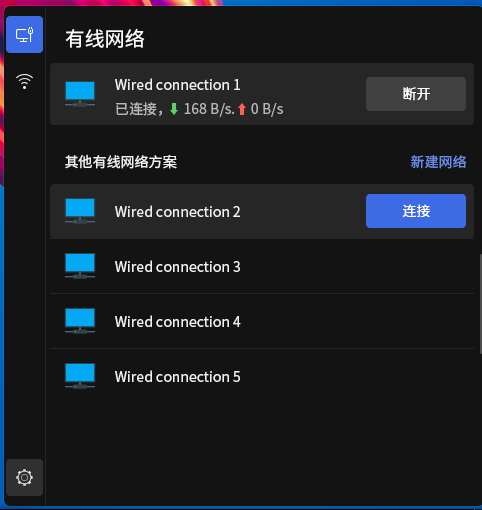 有线网络
Wired connection 1
断开
已连接，168 B/s. 0 B/s
其他有线网络方案
新建网络
Wired connection 2
连接
Wired connection 3
Wired connection 4
Wired connection 5